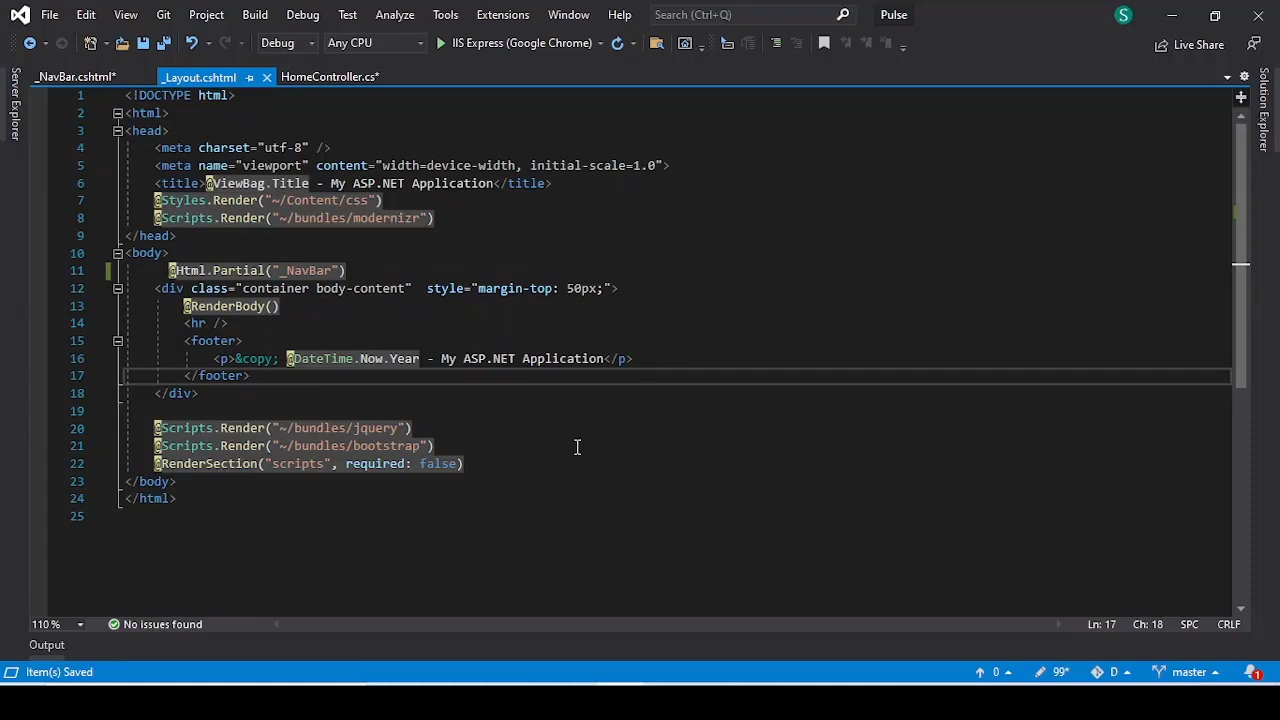 File Edit View Git Project Build Debug Test Analyze Tools Extensions Window Help Search (Ctrl+Q) Pulse S
Debug Any CPU IIS Express (Google Chrome) Live Share
_NavBar.cshtml* _Layout.cshtml HomeController.cs*
Server Explorer
Solution Explorer
1 <!DOCTYPE html>
2 <html>
3 <head>
4 <meta charset="utf-8" />
5 <meta name="viewport" content="width=device-width, initial-scale=1.0">
6 <title>@ViewBag.Title - My ASP.NET Application</title>
7 @Styles.Render("~/Content/css")
8 @Scripts.Render("~/bundles/modernizr")
9 </head>
10 <body>
11 @Html.Partial("_NavBar")
12 <div class="container body-content" style="margin-top: 50px;">
13 @RenderBody()
14 <hr />
15 <footer>
16 <p>&copy; @DateTime.Now.Year - My ASP.NET Application</p>
17 </footer>
18 </div>
19
20 @Scripts.Render("~/bundles/jquery")
21 @Scripts.Render("~/bundles/bootstrap")
22 @RenderSection("scripts", required: false)
23 </body>
24 </html>
25
110 % No issues found Ln: 17 Ch: 18 SPC CRLF
Output
Item(s) Saved 0 99* D master 1